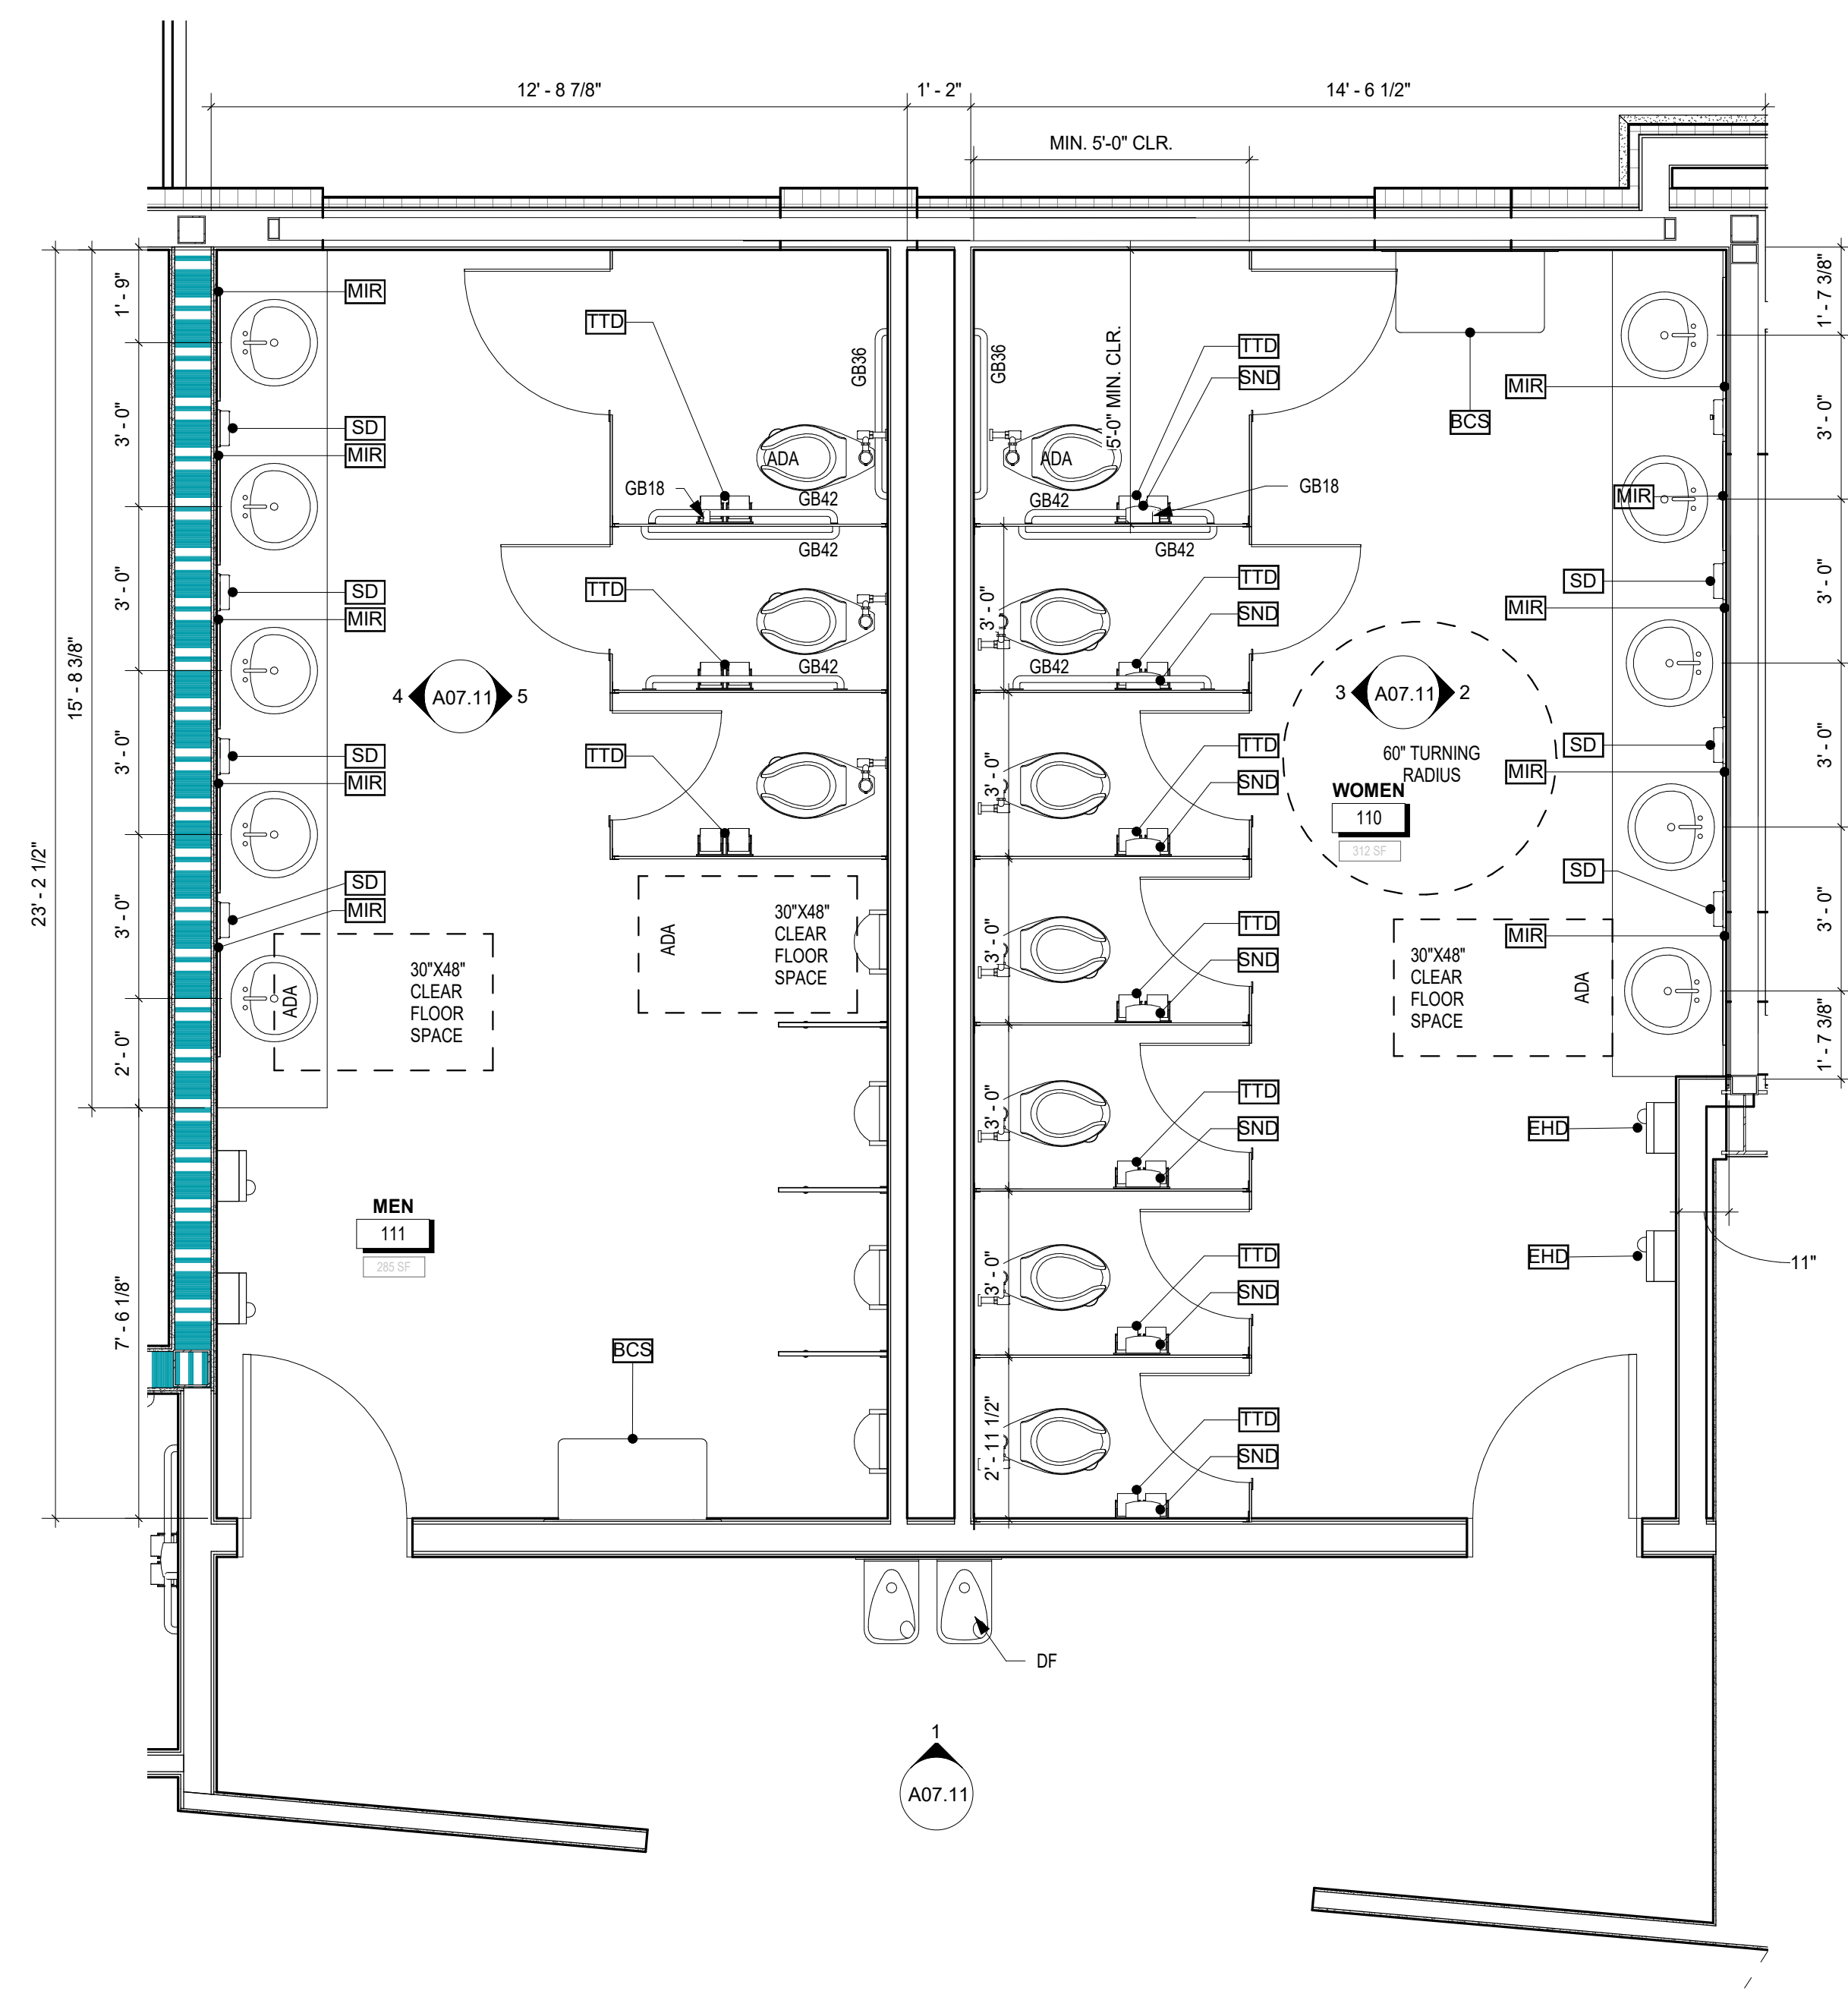 12' - 8 7/8"
1' - 2"
14' - 6 1/2"
MIN. 5'-0" CLR.
23' - 2 1/2"
15' - 8 3/8"
1' - 9"
3' - 0"
3' - 0"
3' - 0"
3' - 0"
2' - 0"
7' - 6 1/8"
MIR
SD
MIR
SD
MIR
SD
MIR
SD
MIR
TTD
GB36
ADA
GB18
GB42
GB42
TTD
GB42
TTD
4
A07.11
5
30"X48"
CLEAR
FLOOR
SPACE
ADA
ADA
30"X48"
CLEAR
FLOOR
SPACE
MEN
111
285 SF
BCS
GB36
5'-0" MIN. CLR.
TTD
SND
ADA
GB42
GB18
GB42
3' - 0"
TTD
SND
GB42
3' - 0"
TTD
SND
3' - 0"
TTD
SND
3' - 0"
TTD
SND
3' - 0"
TTD
SND
2' - 11 1/2"
TTD
SND
BCS
MIR
MIR
SD
MIR
SD
MIR
SD
MIR
3
A07.11
2
60" TURNING
RADIUS
WOMEN
110
312 SF
30"X48"
CLEAR
FLOOR
SPACE
ADA
EHD
EHD
11"
1' - 7 3/8"
3' - 0"
3' - 0"
3' - 0"
3' - 0"
1' - 7 3/8"
DF
1
A07.11